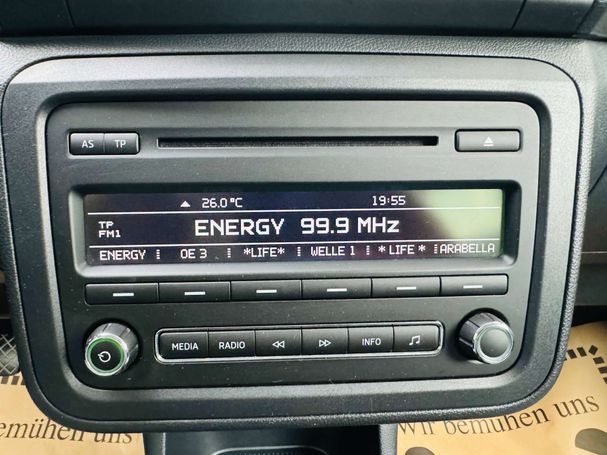 AS TP
26.0°C 19:55
TP
FM1
ENERGY 99.9 MHz
ENERGY OE 3 *LIFE* WELLE 1 *LIFE* ARABELLA
MEDIA RADIO INFO
bemühen uns
Wir bemühen uns